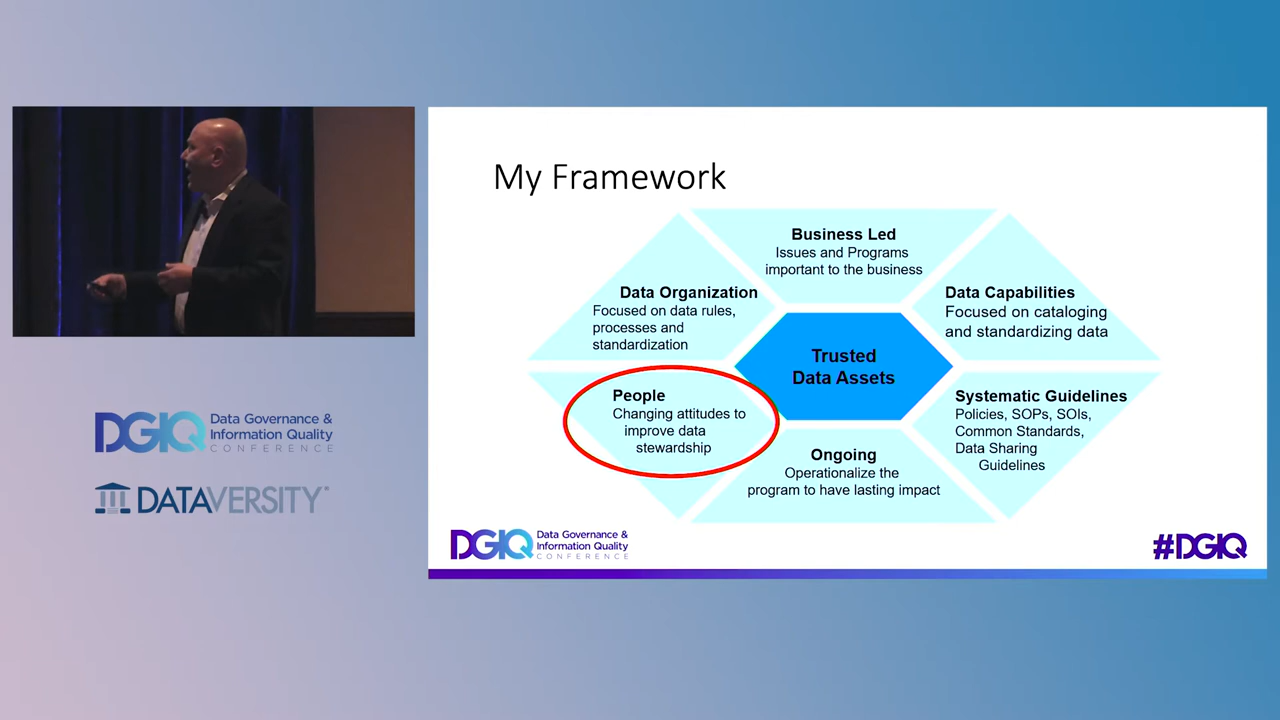 My Framework
Business Led
Issues and Programs
important to the business
Data Organization
Focused on data rules,
processes and
standardization
Data Capabilities
Focused on cataloging
and standardizing data
Trusted
Data Assets
People
Changing attitudes to
improve data
stewardship
Systematic Guidelines
Policies, SOPs, SOIs,
Common Standards,
Data Sharing
Guidelines
Ongoing
Operationalize the
program to have lasting impact
DGIQ
Data Governance &
Information Quality
CONFERENCE
#DGIQ
DGIQ
Data Governance &
Information Quality
CONFERENCE
DATAVERSITY